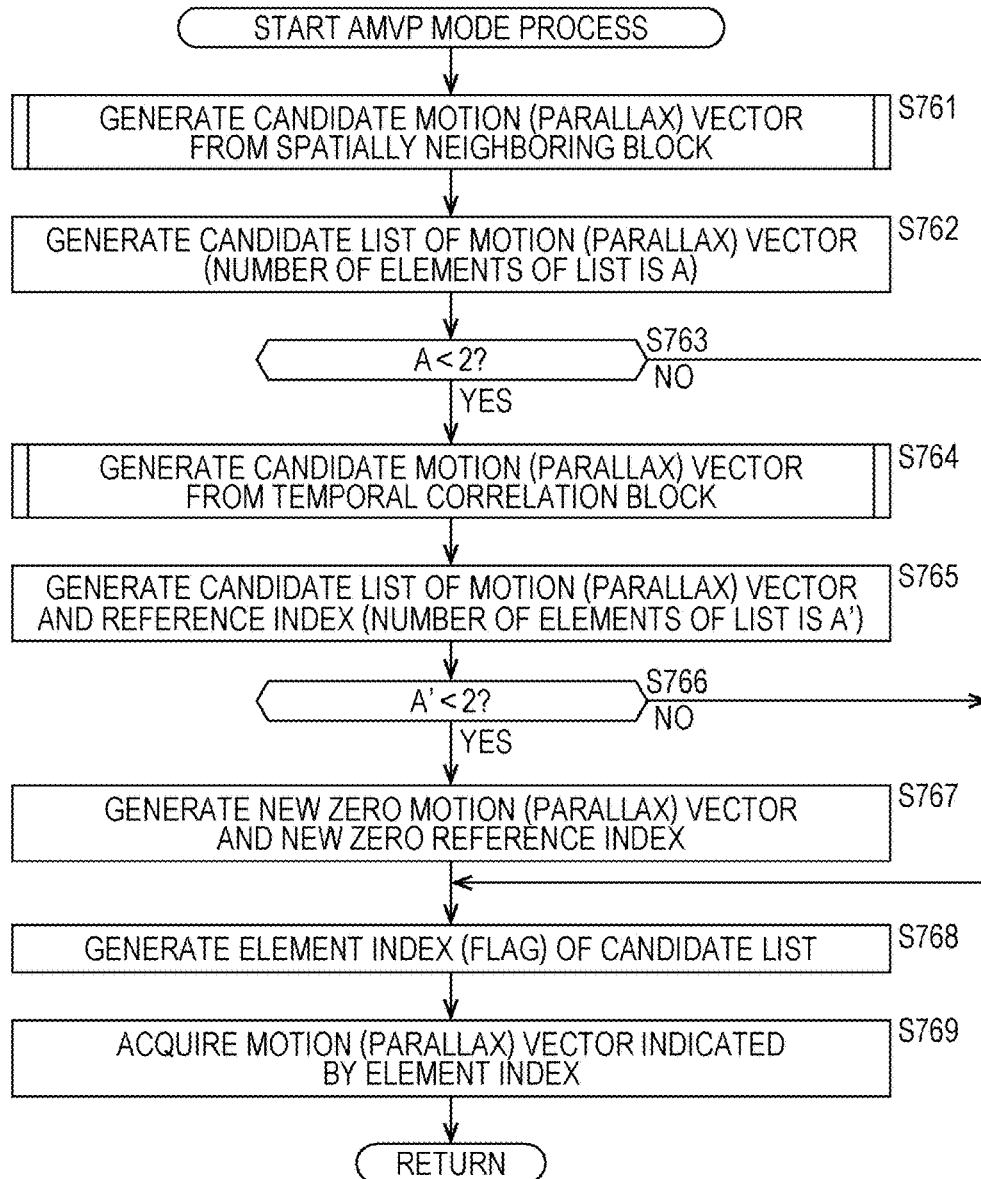 START AMVP MODE PROCESS
GENERATE CANDIDATE MOTION (PARALLAX) VECTOR
FROM SPATIALLY NEIGHBORING BLOCK
S761
GENERATE CANDIDATE LIST OF MOTION (PARALLAX) VECTOR
(NUMBER OF ELEMENTS OF LIST IS A)
S762
A < 2?
S763
NO
YES
GENERATE CANDIDATE MOTION (PARALLAX) VECTOR
FROM TEMPORAL CORRELATION BLOCK
S764
GENERATE CANDIDATE LIST OF MOTION (PARALLAX) VECTOR
AND REFERENCE INDEX (NUMBER OF ELEMENTS OF LIST IS A')
S765
A' < 2?
S766
NO
YES
GENERATE NEW ZERO MOTION (PARALLAX) VECTOR
AND NEW ZERO REFERENCE INDEX
S767
GENERATE ELEMENT INDEX (FLAG) OF CANDIDATE LIST
S768
ACQUIRE MOTION (PARALLAX) VECTOR INDICATED
BY ELEMENT INDEX
S769
RETURN